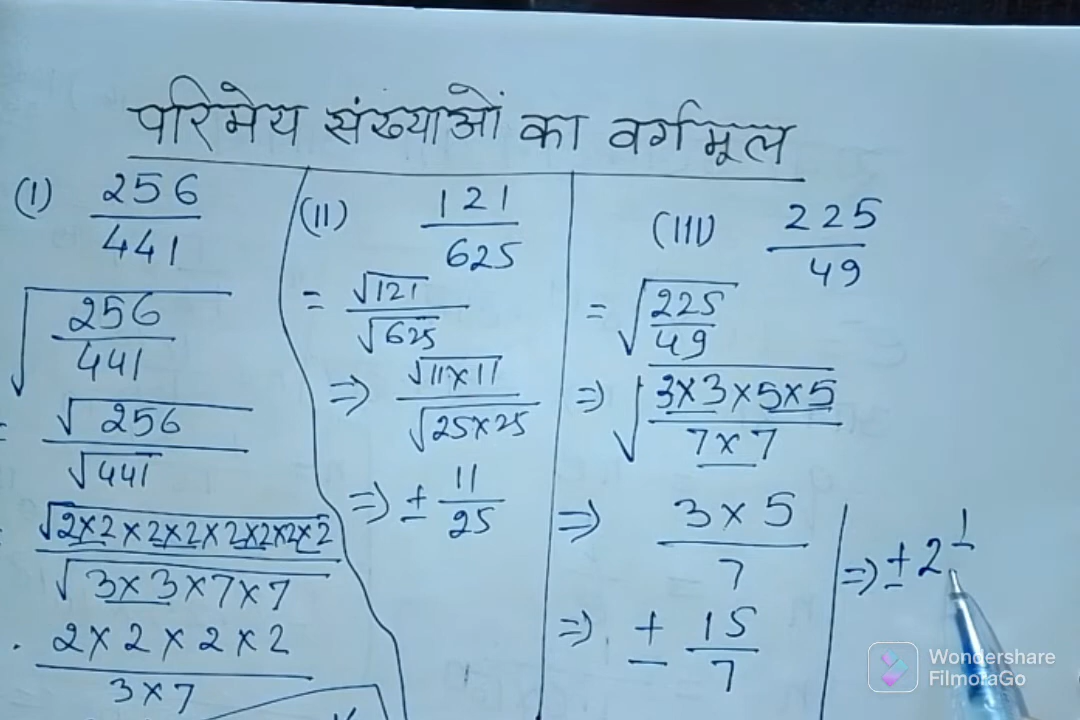 परिमेय संख्याओं का वर्गमूल
(I) 256/441
√(256/441)
= √256/√441
= √2×2×2×2×2×2×2×2/√3×3×7×7
2×2×2×2/3×7
(II) 121/625
= √121/√625
=> √11×11/√25×25
=> ± 11/25
(III) 225/49
= √(225/49)
=> √(3×3×5×5/7×7)
=> 3×5/7
=> ± 15/7
=> ± 2 1/
Wondershare
FilmoraGo